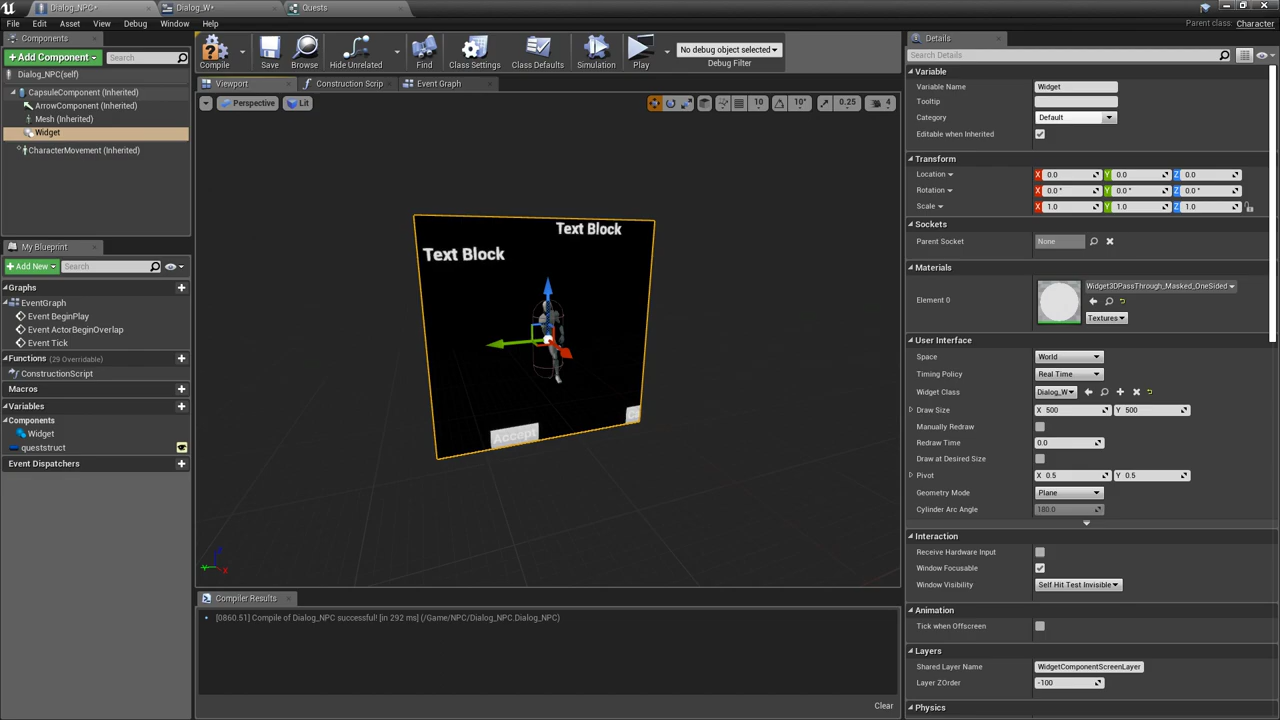 Dialog_NPC*
Dialog_W*
Quests
File Edit Asset View Debug Window Help
Parent class: Character
Components
+Add Component
Search
Dialog_NPC(self)
CapsuleComponent (Inherited)
ArrowComponent (Inherited)
Mesh (Inherited)
Widget
CharacterMovement (Inherited)
My Blueprint
+Add New
Search
Graphs
EventGraph
Event BeginPlay
Event ActorBeginOverlap
Event Tick
Functions (29 Overridable)
ConstructionScript
Macros
Variables
Components
Widget
queststruct
Event Dispatchers
Compile
Save
Browse
Hide Unrelated
Find
Class Settings
Class Defaults
Simulation
Play
No debug object selected
Debug Filter
Viewport
Construction Scrip
Event Graph
Perspective
Lit
10
10°
0.25
4
Text Block
Text Block
Accept
Compiler Results
[0860.51] Compile of Dialog_NPC successful! [in 292 ms] (/Game/NPC/Dialog_NPC.Dialog_NPC)
Clear
Details
Search Details
Variable
Variable Name Widget
Tooltip
Category Default
Editable when Inherited
Transform
Location X 0.0 Y 0.0 Z 0.0
Rotation X 0.0 ° Y 0.0 ° Z 0.0 °
Scale X 1.0 Y 1.0 Z 1.0
Sockets
Parent Socket None
Materials
Element 0
Widget3DPassThrough_Masked_OneSided
Textures
User Interface
Space World
Timing Policy Real Time
Widget Class Dialog_W
Draw Size X 500 Y 500
Manually Redraw
Redraw Time 0.0
Draw at Desired Size
Pivot X 0.5 Y 0.5
Geometry Mode Plane
Cylinder Arc Angle 180.0
Interaction
Receive Hardware Input
Window Focusable
Window Visibility Self Hit Test Invisible
Animation
Tick when Offscreen
Layers
Shared Layer Name WidgetComponentScreenLayer
Layer ZOrder -100
Physics